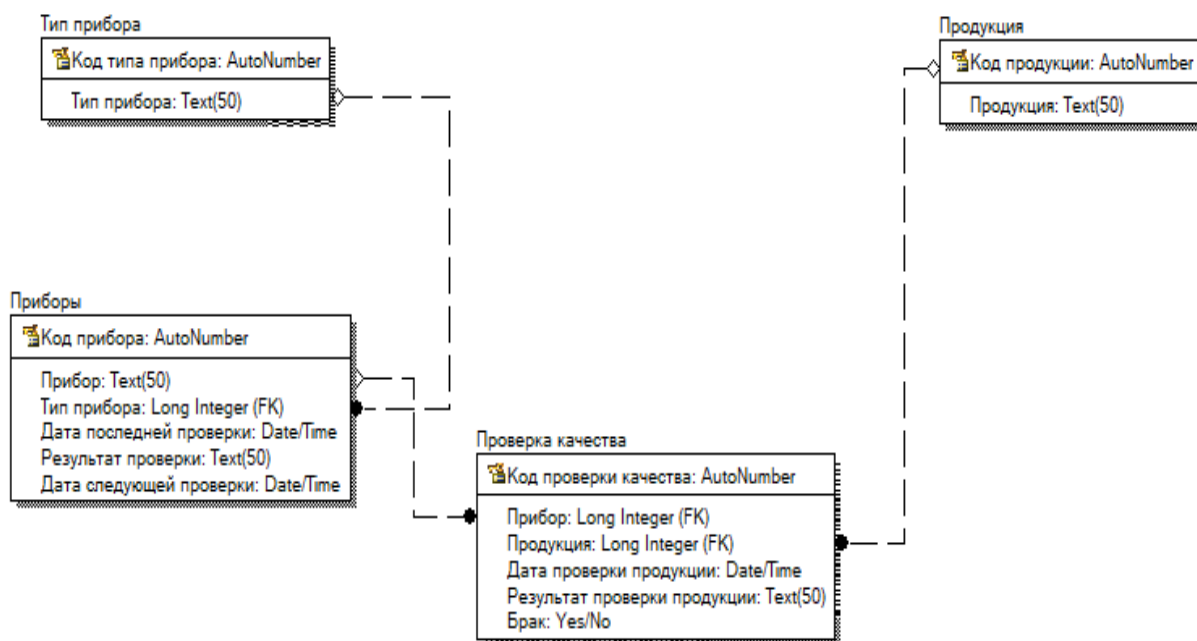 Тип прибора
Код типа прибора: AutoNumber
Тип прибора: Text(50)
Продукция
Код продукции: AutoNumber
Продукция: Text(50)
Приборы
Код прибора: AutoNumber
Прибор: Text(50)
Тип прибора: Long Integer (FK)
Дата последней проверки: Date/Time
Результат проверки: Text(50)
Дата следующей проверки: Date/Time
Проверка качества
Код проверки качества: AutoNumber
Прибор: Long Integer (FK)
Продукция: Long Integer (FK)
Дата проверки продукции: Date/Time
Результат проверки продукции: Text(50)
Брак: Yes/No